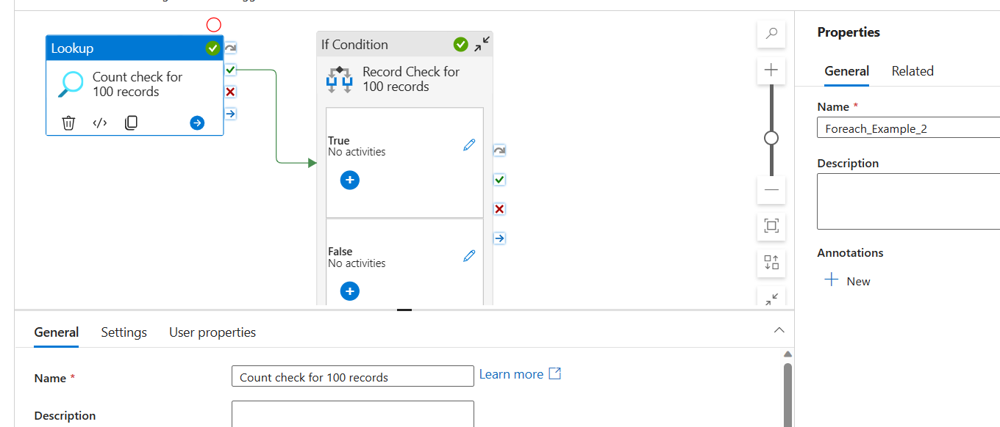 Lookup
Count check for
100 records
If Condition
Record Check for
100 records
True
No activities
False
No activities
Properties
General Related
Name *
Foreach_Example_2
Description
Annotations
New
General Settings User properties
Name * Count check for 100 records Learn more
Description